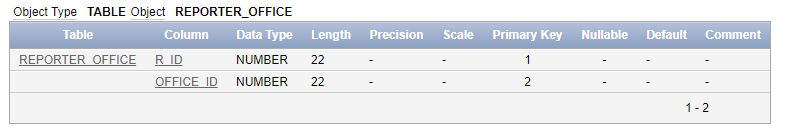 Object Type TABLE Object REPORTER_OFFICE
Table Column Data Type Length Precision Scale Primary Key Nullable Default Comment
REPORTER_OFFICE R_ID NUMBER 22 - - 1 - - -
OFFICE_ID NUMBER 22 - - 2 - - -
1 - 2